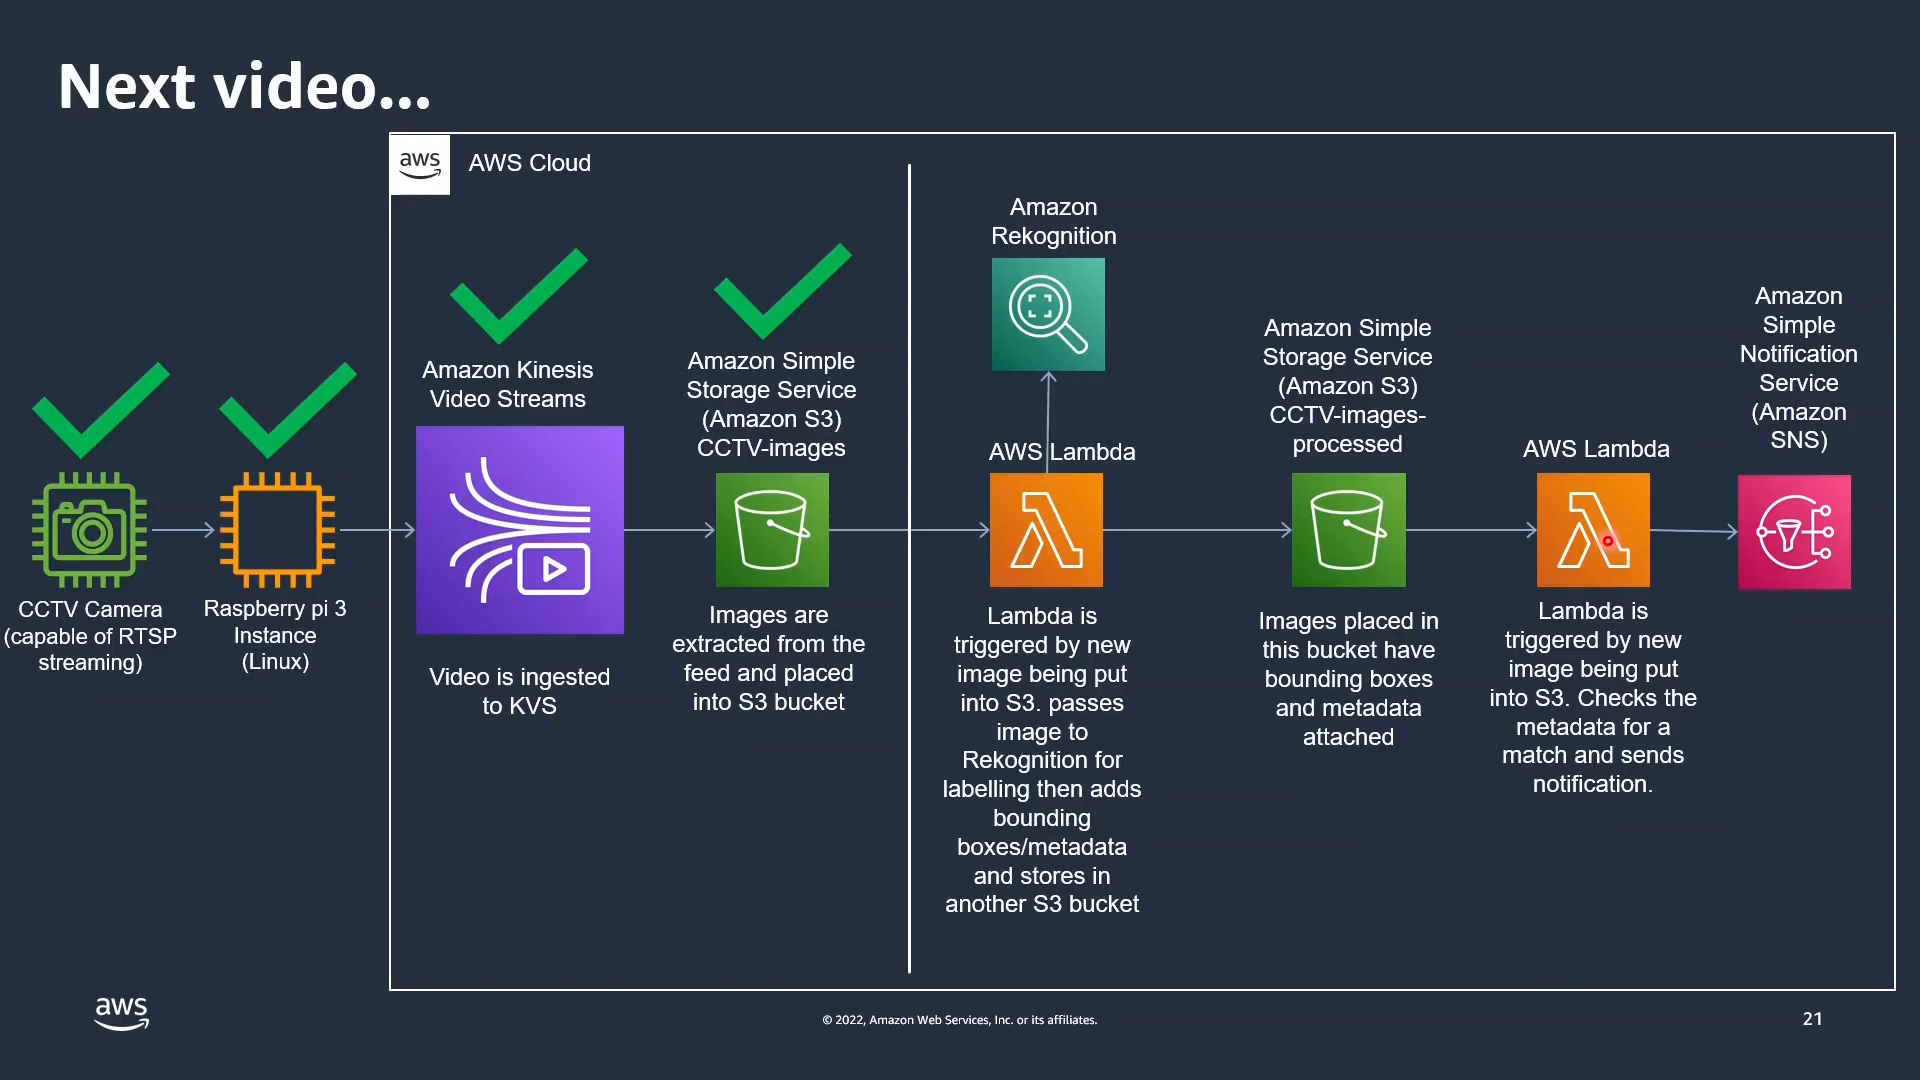 Next video...
aws
AWS Cloud
CCTV Camera
(capable of RTSP
streaming)
Raspberry pi 3
Instance
(Linux)
Amazon Kinesis
Video Streams
Video is ingested
to KVS
Amazon Simple
Storage Service
(Amazon S3)
CCTV-images
Images are
extracted from the
feed and placed
into S3 bucket
Amazon
Rekognition
AWS Lambda
Lambda is
triggered by new
image being put
into S3. passes
image to
Rekognition for
labelling then adds
bounding
boxes/metadata
and stores in
another S3 bucket
Amazon Simple
Storage Service
(Amazon S3)
CCTV-images-
processed
Images placed in
this bucket have
bounding boxes
and metadata
attached
AWS Lambda
Lambda is
triggered by new
image being put
into S3. Checks the
metadata for a
match and sends
notification.
Amazon
Simple
Notification
Service
(Amazon
SNS)
aws
© 2022, Amazon Web Services, Inc. or its affiliates.
21